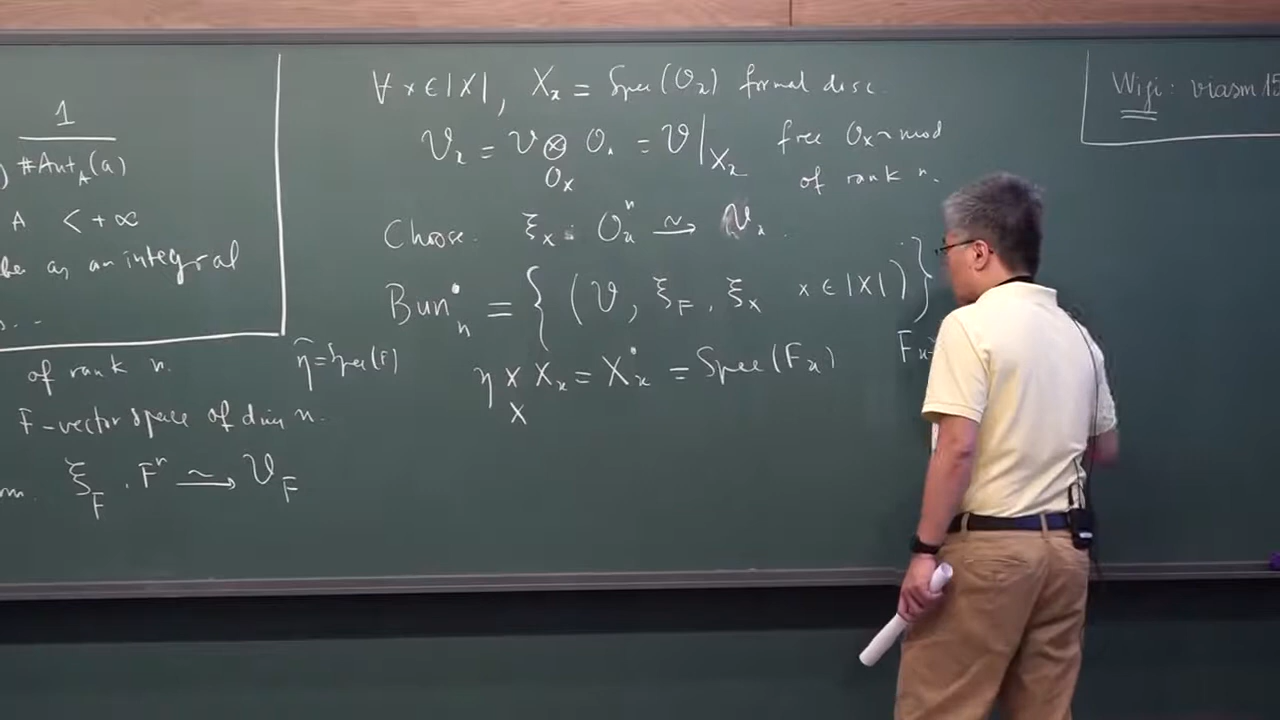 1
) #Aut_A(a)
A < +∞
as an integral
s...
of rank n.
η = Spec(F)
F-vector space of dim n.
ξ_F : F^n ⥲ 𝒱_F
∀ x ∈ |X|, X_x = Spec(O_x) formal disc.
𝒱_x = 𝒱 ⊗_{O_X} O_x = 𝒱|_{X_x} free O_x-mod
of rank n.
Choose. ξ_x : O_x^n ⥲ 𝒱_x.
Bun_n^• = { (𝒱, ξ_F, ξ_x x ∈ |X|) }
η ×_X X_x = X_x^• = Spec(F_x)
Wifi: viasm15